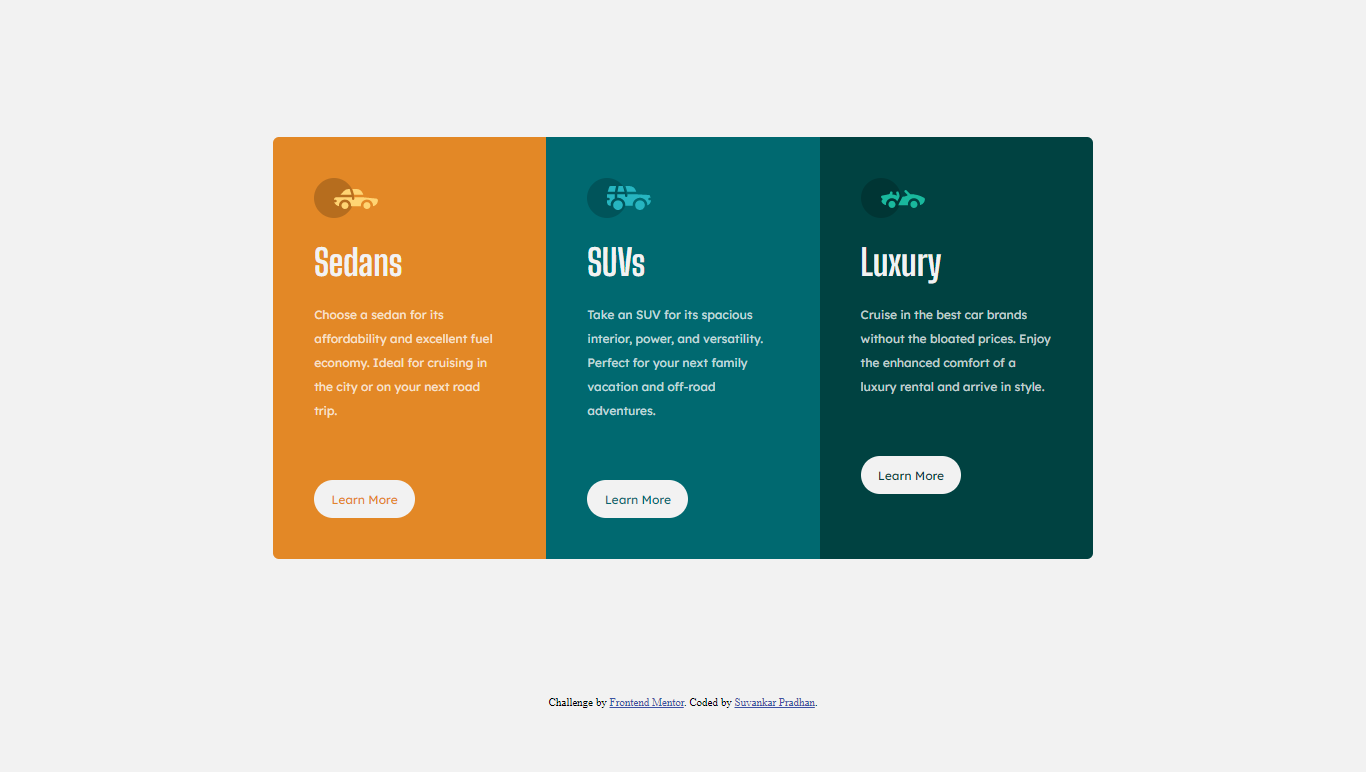 Sedans
Choose a sedan for its
affordability and excellent fuel
economy. Ideal for cruising in
the city or on your next road
trip.
Learn More
SUVs
Take an SUV for its spacious
interior, power, and versatility.
Perfect for your next family
vacation and off-road
adventures.
Learn More
Luxury
Cruise in the best car brands
without the bloated prices. Enjoy
the enhanced comfort of a
luxury rental and arrive in style.
Learn More
Challenge by Frontend Mentor. Coded by Suvankar Pradhan.